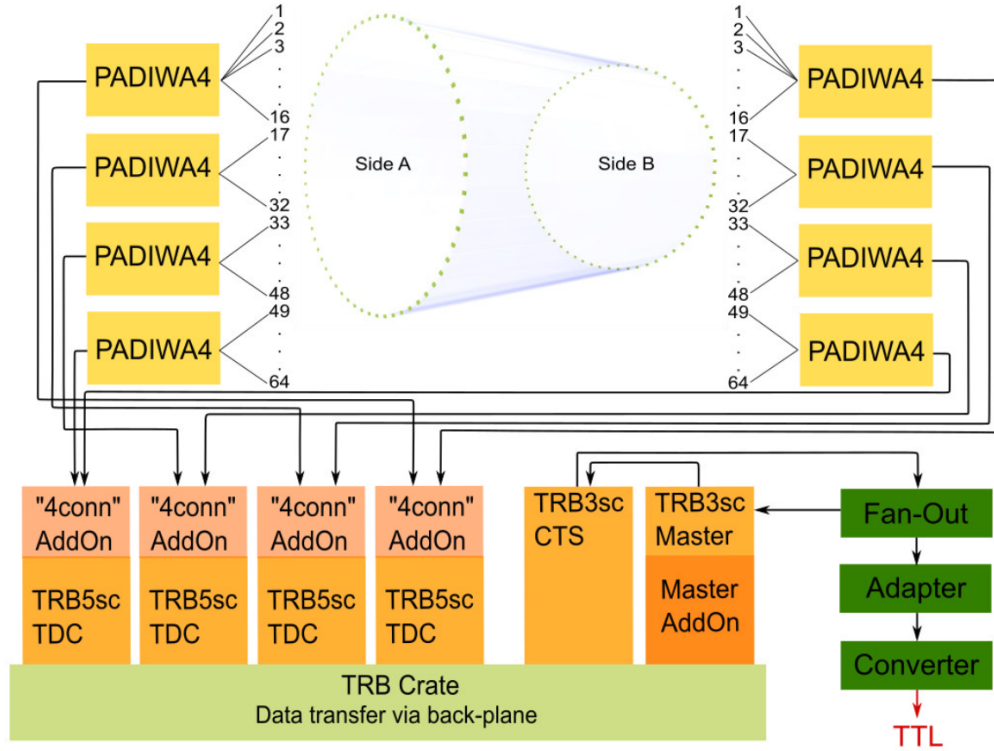 1
2
3
.
.
16
PADIWA4
17
.
.
32
PADIWA4
33
.
.
48
PADIWA4
49
.
.
64
PADIWA4
Side A
Side B
1
2
3
.
.
16
PADIWA4
17
.
.
32
PADIWA4
33
.
.
48
PADIWA4
49
.
.
64
PADIWA4
"4conn"
AddOn
TRB5sc
TDC
"4conn"
AddOn
TRB5sc
TDC
"4conn"
AddOn
TRB5sc
TDC
"4conn"
AddOn
TRB5sc
TDC
TRB3sc
CTS
TRB3sc
Master
Master
AddOn
Fan-Out
Adapter
Converter
TTL
TRB Crate
Data transfer via back-plane